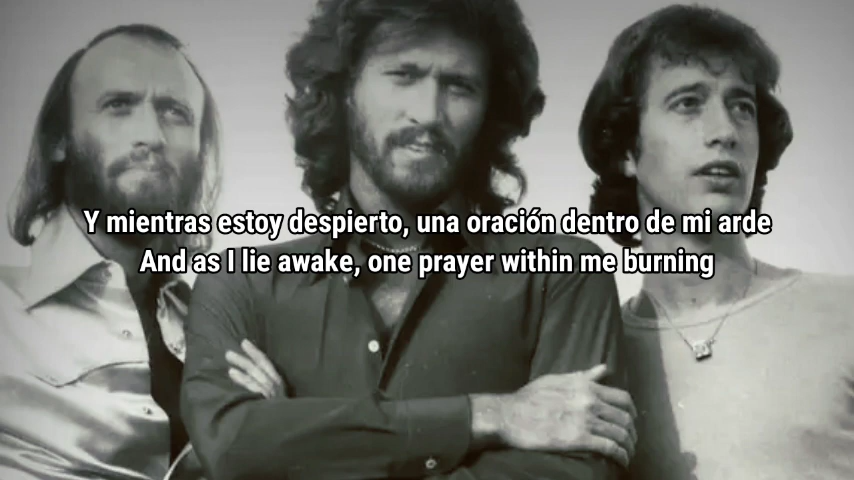 Y mientras estoy despierto, una oración dentro de mi arde
And as I lie awake, one prayer within me burning